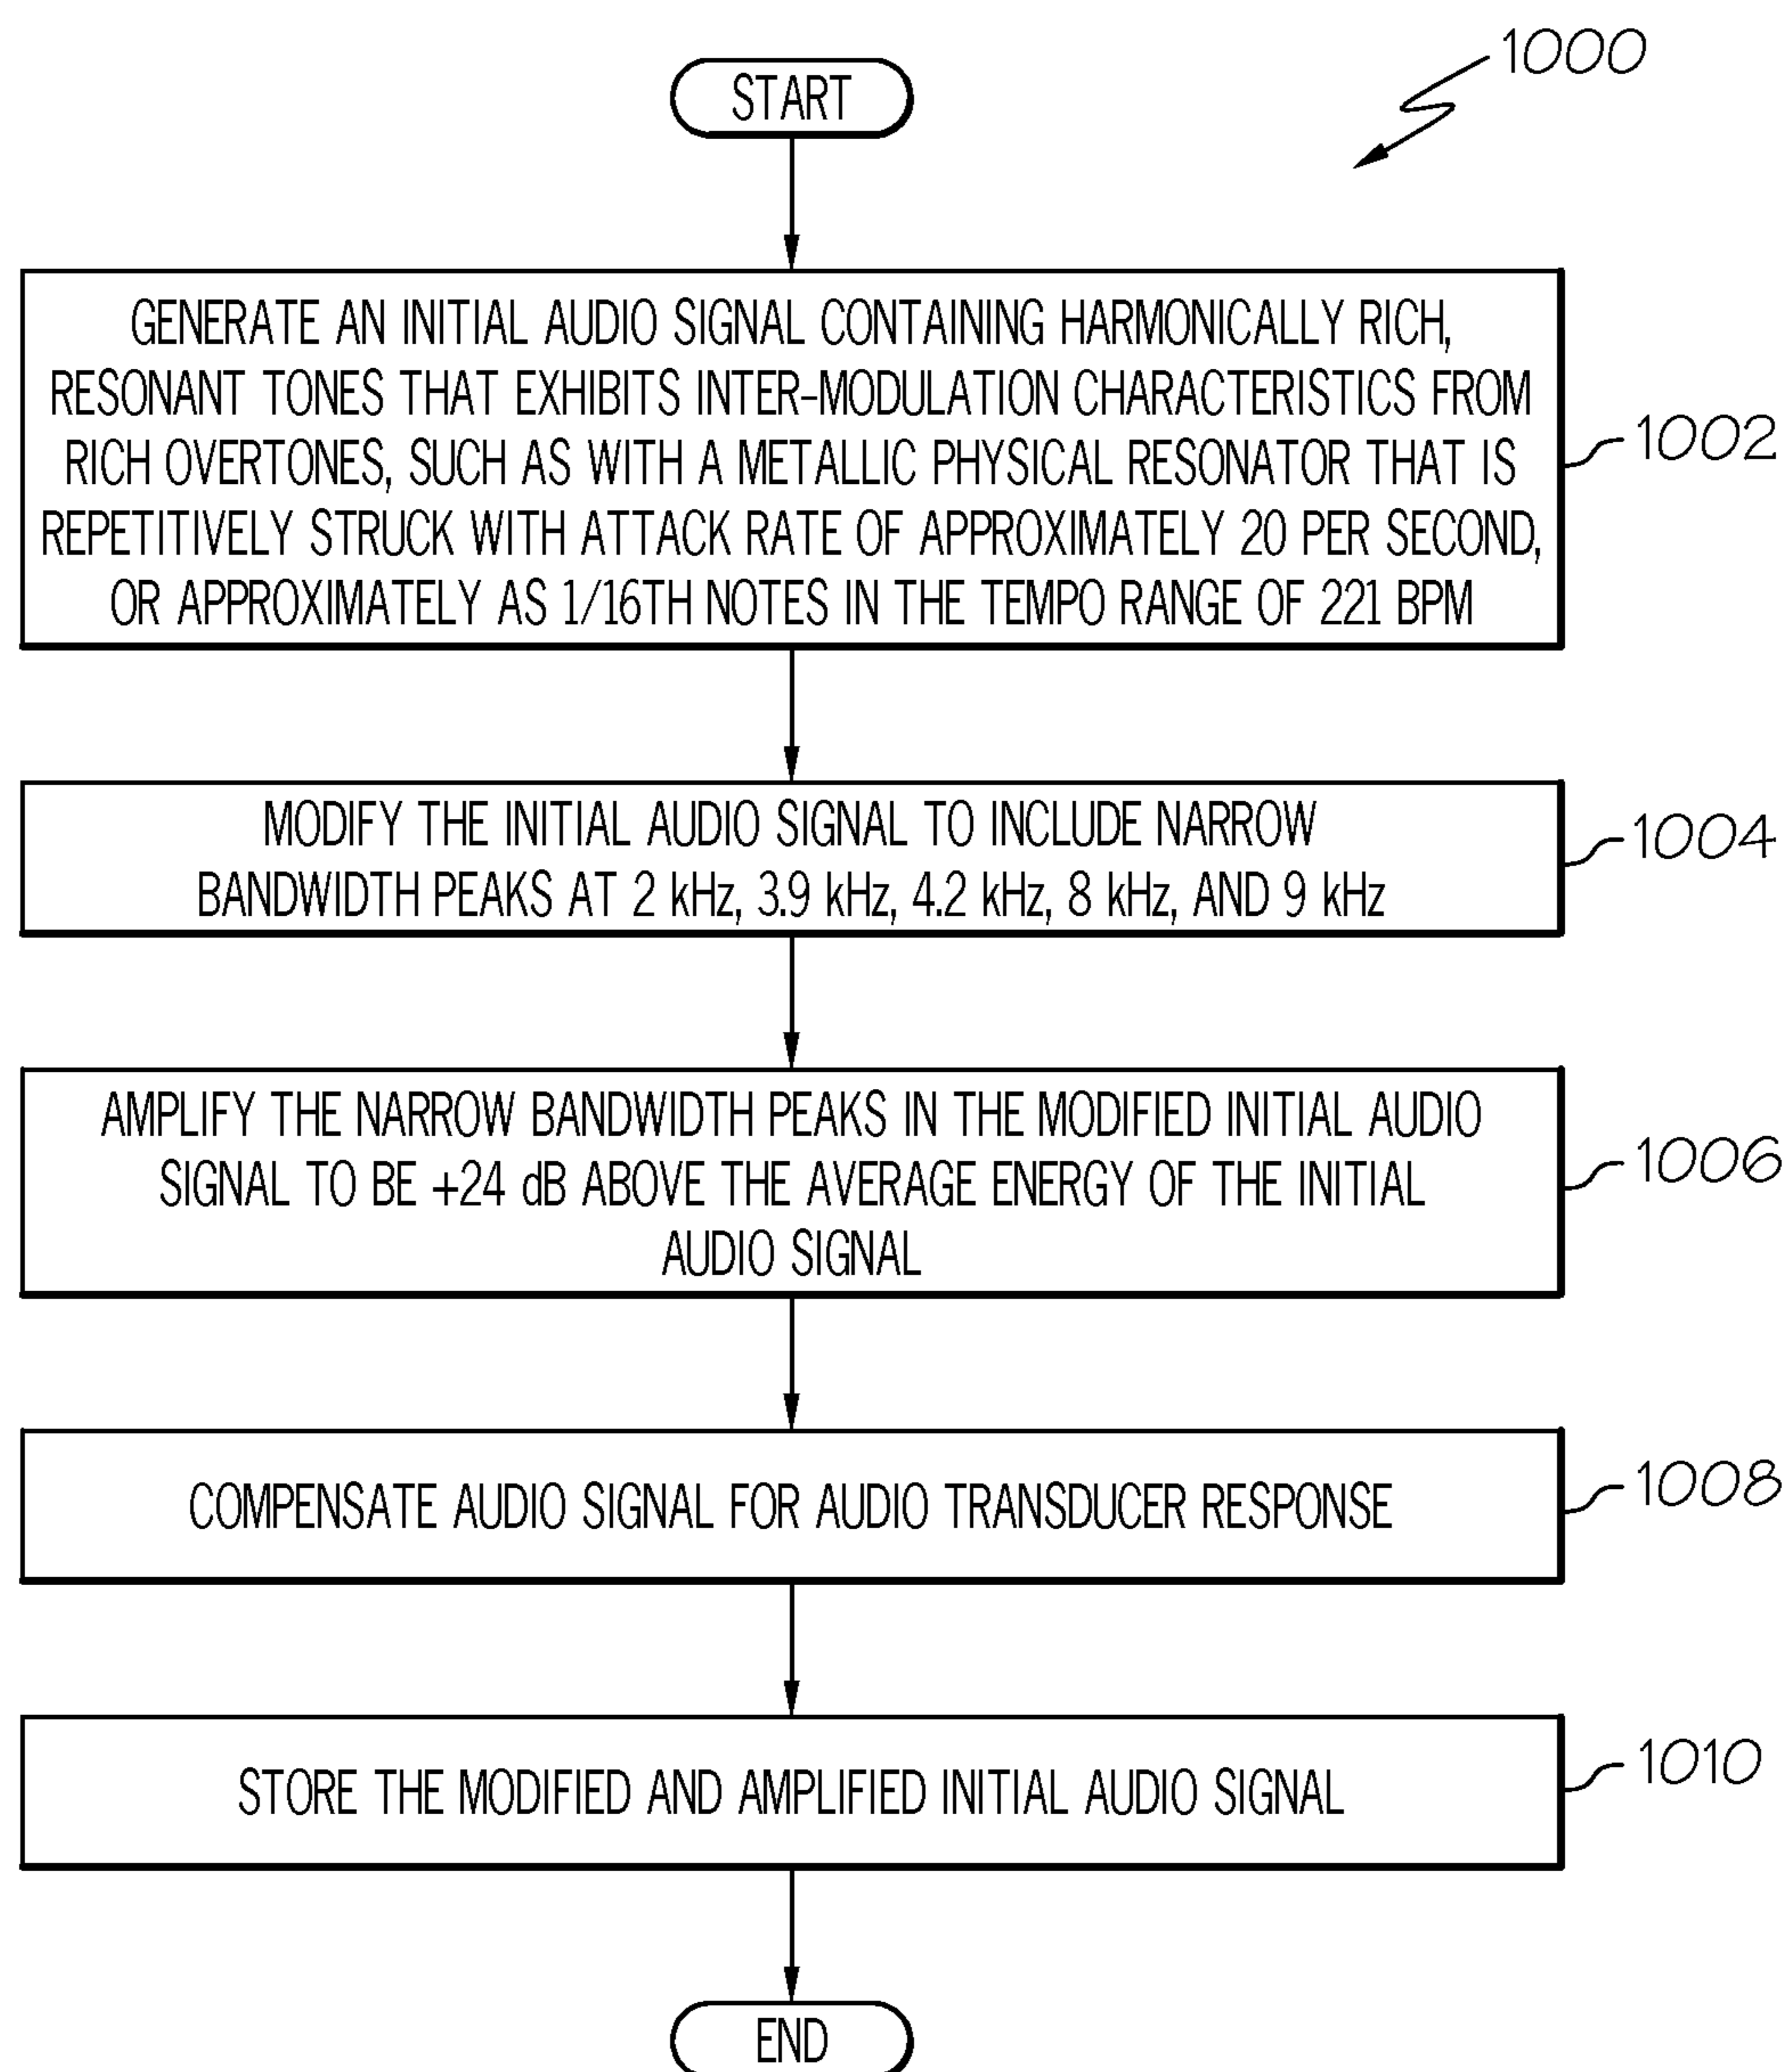 1000
START
GENERATE AN INITIAL AUDIO SIGNAL CONTAINING HARMONICALLY RICH,
RESONANT TONES THAT EXHIBITS INTER-MODULATION CHARACTERISTICS FROM
RICH OVERTONES, SUCH AS WITH A METALLIC PHYSICAL RESONATOR THAT IS
REPETITIVELY STRUCK WITH ATTACK RATE OF APPROXIMATELY 20 PER SECOND,
OR APPROXIMATELY AS 1/16TH NOTES IN THE TEMPO RANGE OF 221 BPM
1002
MODIFY THE INITIAL AUDIO SIGNAL TO INCLUDE NARROW
BANDWIDTH PEAKS AT 2 kHz, 3.9 kHz, 4.2 kHz, 8 kHz, AND 9 kHz
1004
AMPLIFY THE NARROW BANDWIDTH PEAKS IN THE MODIFIED INITIAL AUDIO
SIGNAL TO BE +24 dB ABOVE THE AVERAGE ENERGY OF THE INITIAL
AUDIO SIGNAL
1006
COMPENSATE AUDIO SIGNAL FOR AUDIO TRANSDUCER RESPONSE
1008
STORE THE MODIFIED AND AMPLIFIED INITIAL AUDIO SIGNAL
1010
END